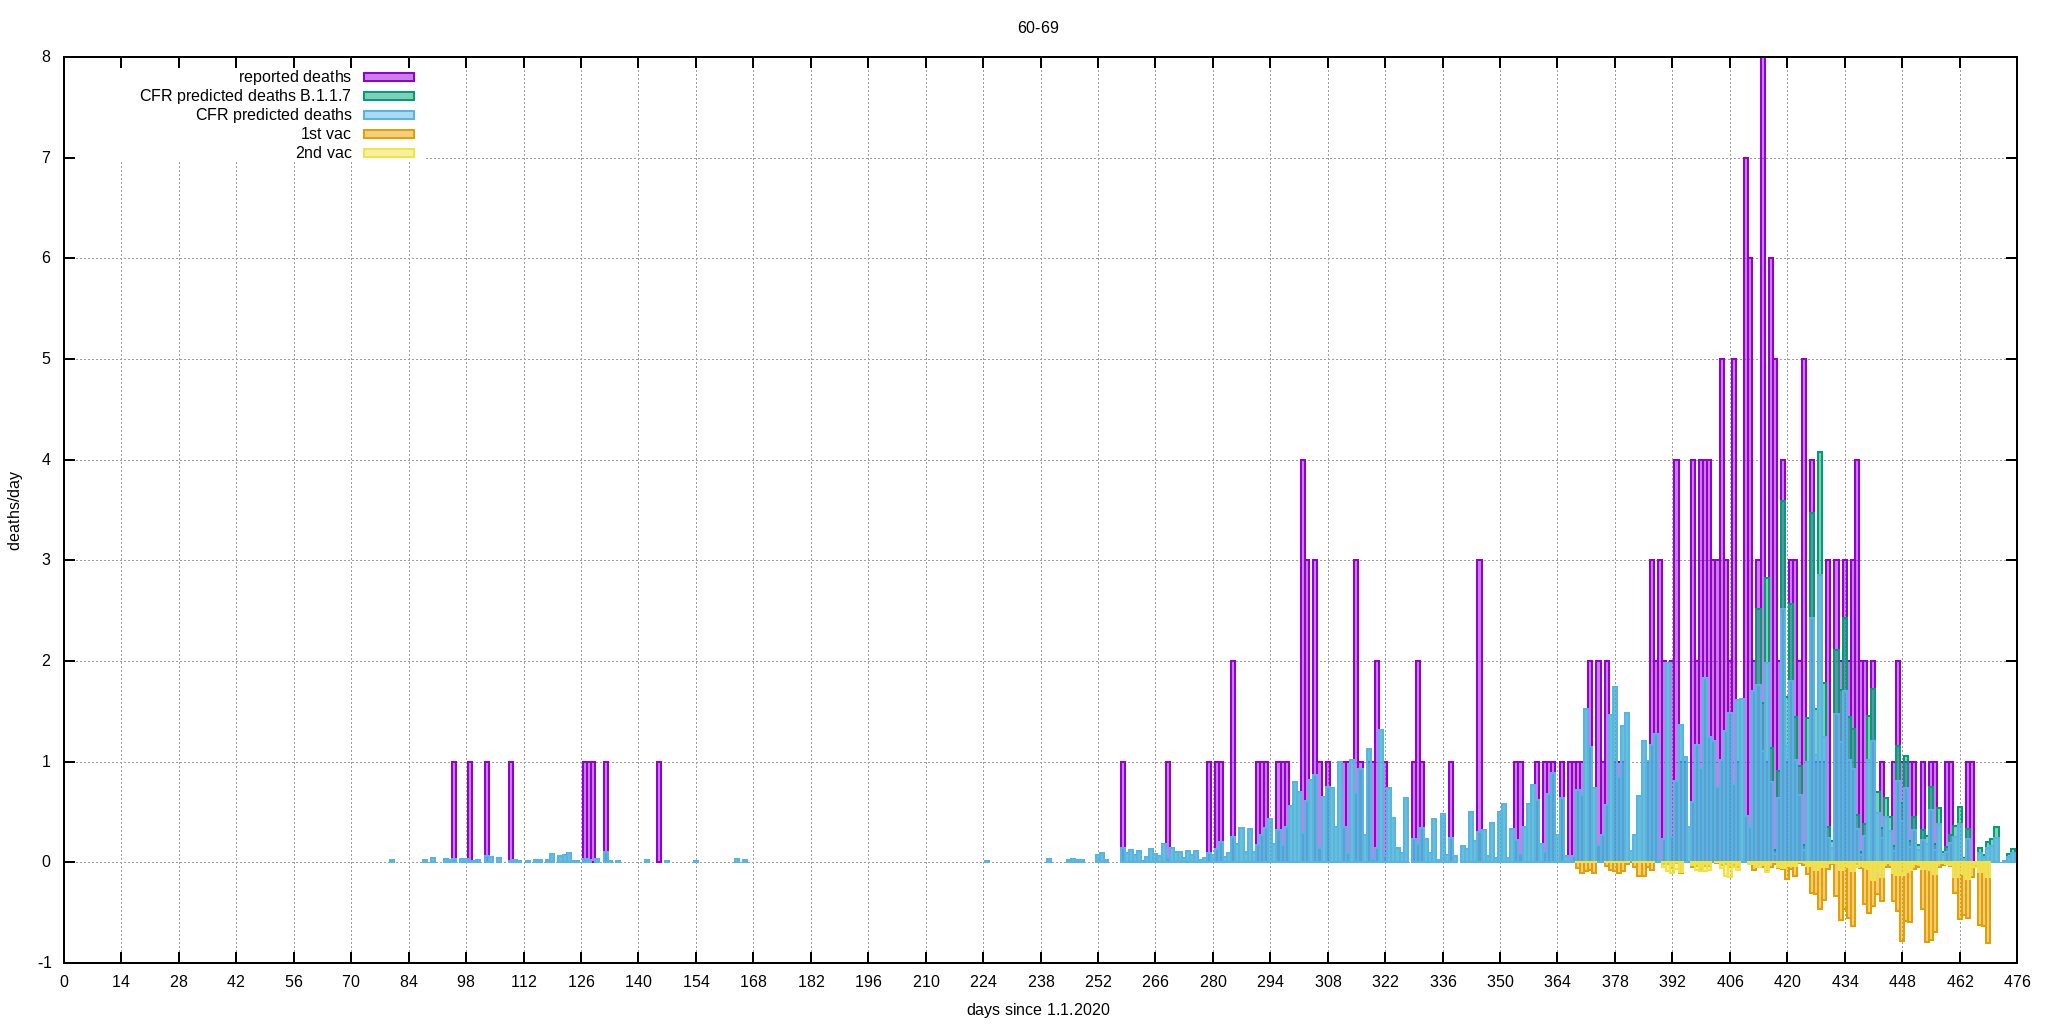 60-69
reported deaths
CFR predicted deaths B.1.1.7
CFR predicted deaths
1st vac
2nd vac
deaths/day
8
7
6
5
4
3
2
1
0
-1
0 14 28 42 56 70 84 98 112 126 140 154 168 182 196 210 224 238 252 266 280 294 308 322 336 350 364 378 392 406 420 434 448 462 476
days since 1.1.2020